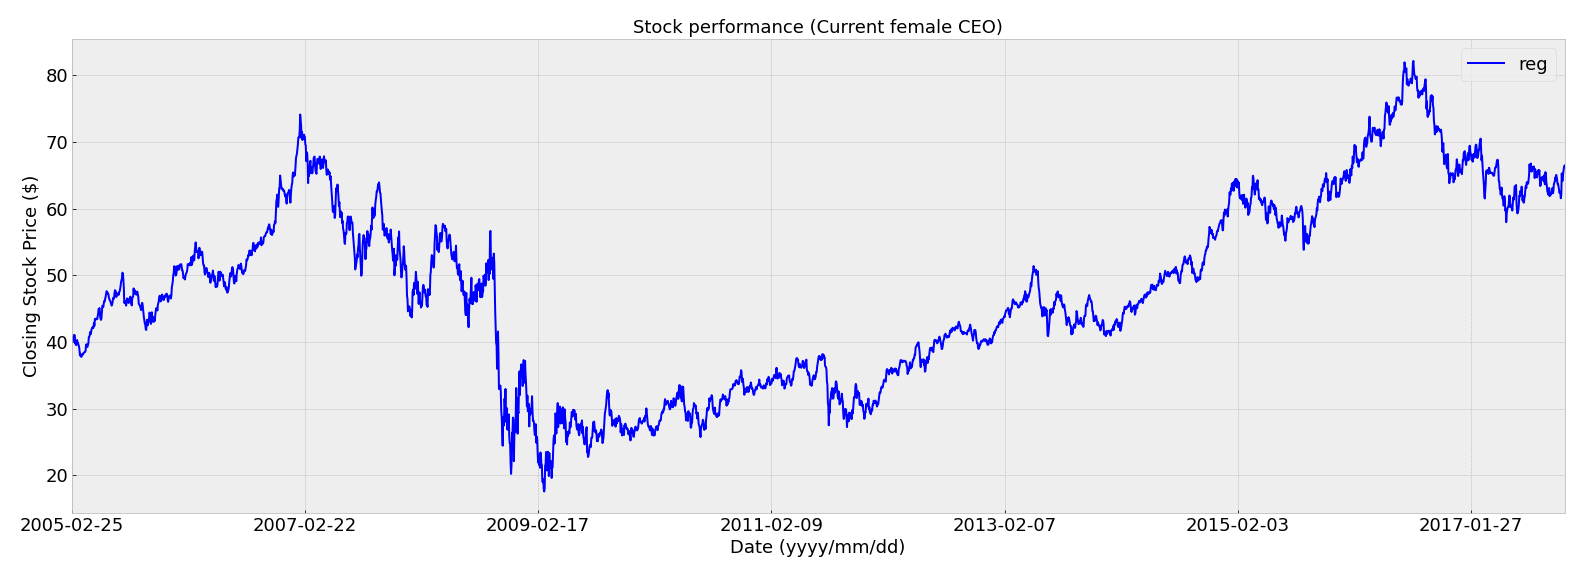 Stock performance (Current female CEO)
reg
Closing Stock Price ($)
80
70
60
50
40
30
20
2005-02-25 2007-02-22 2009-02-17 2011-02-09 2013-02-07 2015-02-03 2017-01-27
Date (yyyy/mm/dd)